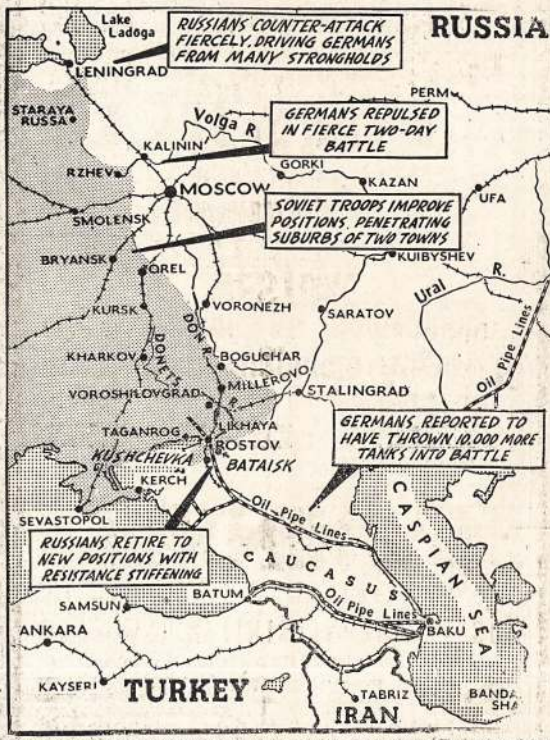 Lake
Ladoga
RUSSIANS COUNTER-ATTACK
FIERCELY, DRIVING GERMANS
FROM MANY STRONGHOLDS
RUSSIA
LENINGRAD
STARAYA
RUSSA
PERM
Volga R
GERMANS REPULSED
IN FIERCE TWO-DAY
BATTLE
KALININ
RZHEV
GORKI
KAZAN
MOSCOW
UFA
SMOLENSK
SOVIET TROOPS IMPROVE
POSITIONS, PENETRATING
SUBURBS OF TWO TOWNS
BRYANSK
OREL
KUIBYSHEV
Ural R.
KURSK
VORONEZH
SARATOV
Oil Pipe Lines
KHARKOV
DONETS
DON R.
BOGUCHAR
MILLEROVO
VOROSHILOVGRAD
R.
STALINGRAD
LIKHAYA
TAGANROG
ROSTOV
GERMANS REPORTED TO
HAVE THROWN 10,000 MORE
TANKS INTO BATTLE
KUSHCHEVKA
BATAISK
KERCH
SEVASTOPOL
Oil Pipe Lines
CASPIAN SEA
RUSSIANS RETIRE TO
NEW POSITIONS WITH
RESISTANCE STIFFENING
CAUCASUS
BATUM
Oil Pipe Lines
SAMSUN
BAKU
ANKARA
KAYSERI
TURKEY
TABRIZ
IRAN
BANDA
SHA